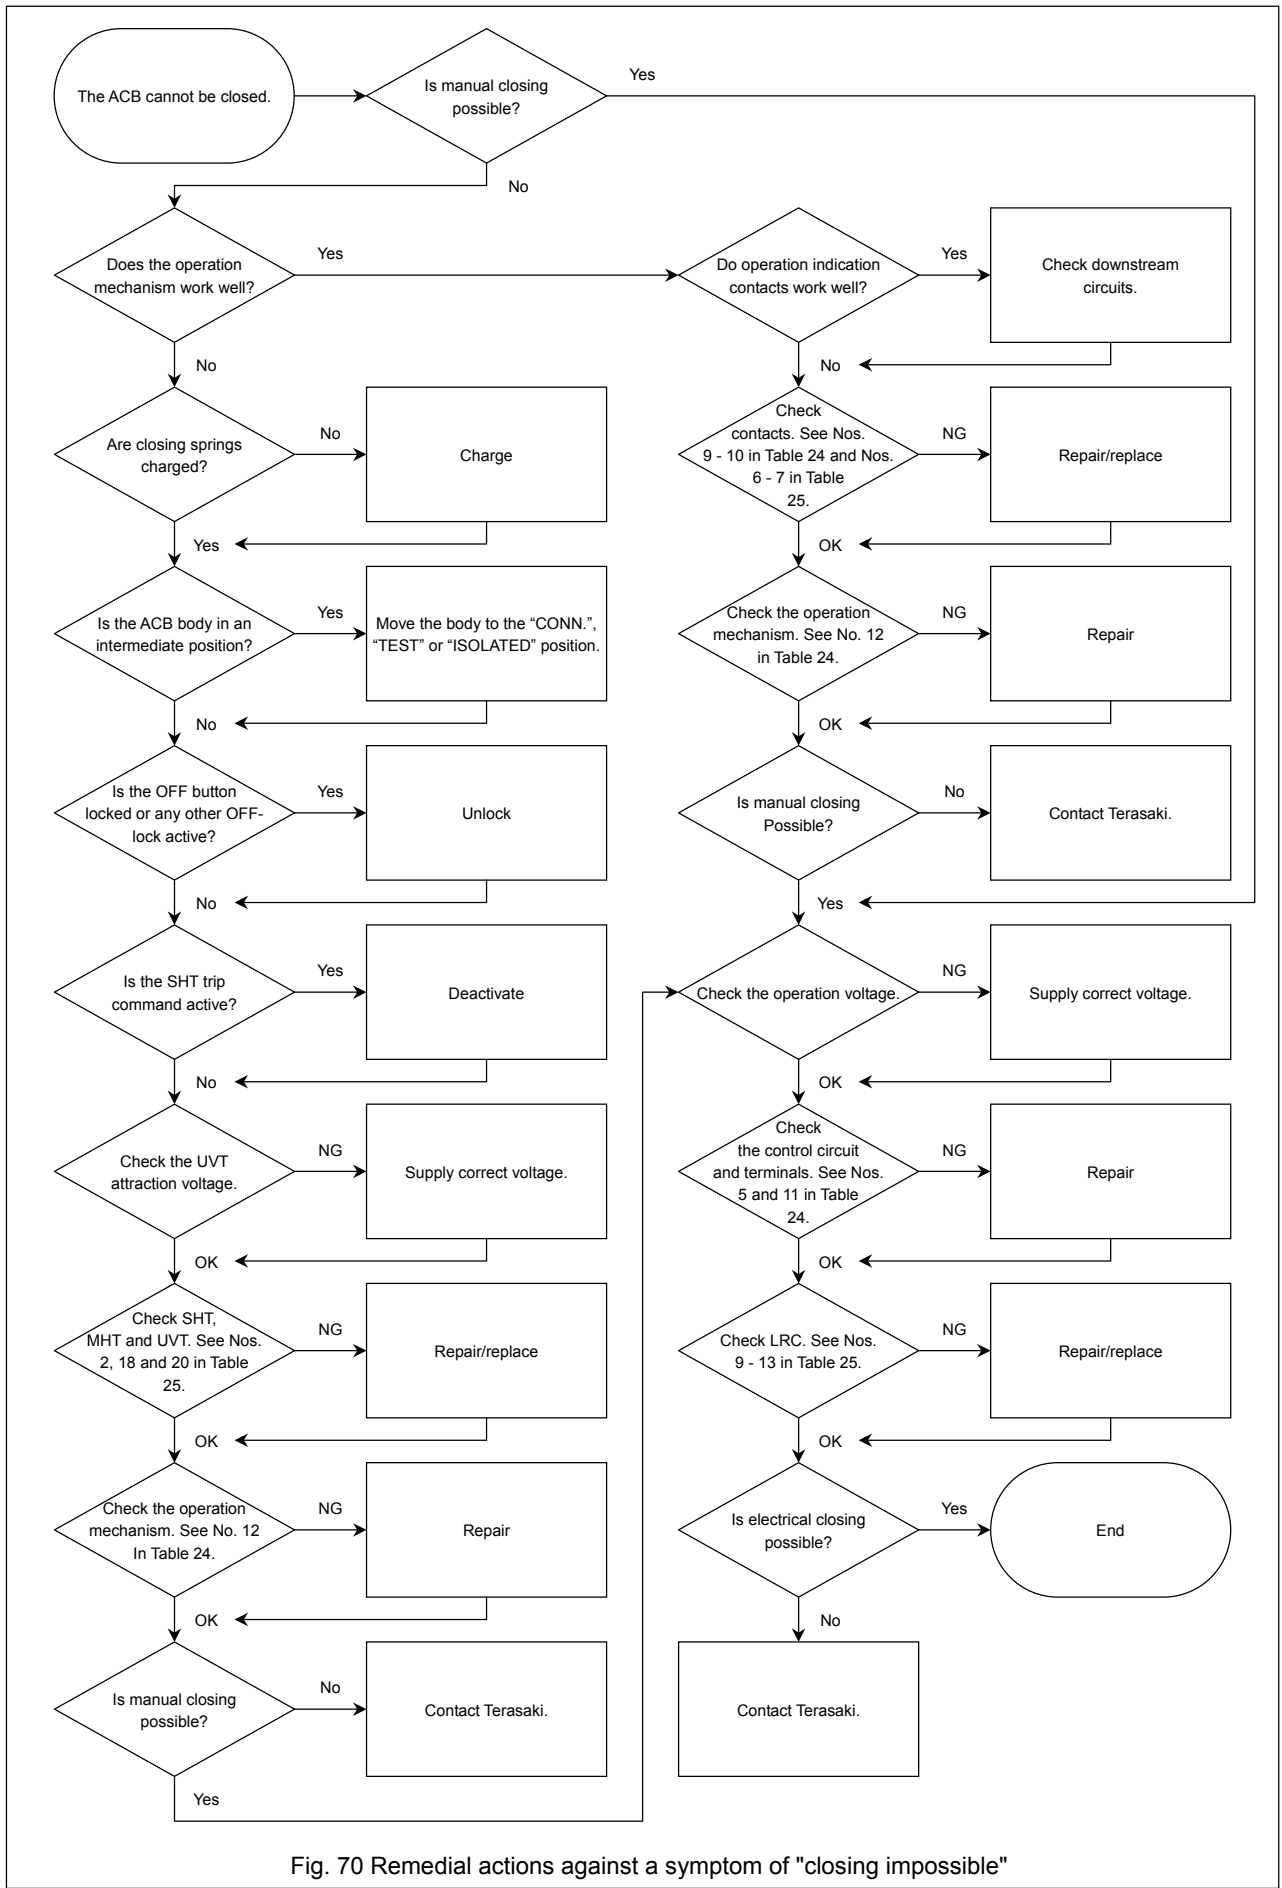 The ACB cannot be closed.
Is manual closing
possible?
Yes
No
Does the operation
mechanism work well?
Yes
No
Are closing springs
charged?
No
Charge
Yes
Is the ACB body in an
intermediate position?
Yes
Move the body to the “CONN.”,
“TEST” or “ISOLATED” position.
No
Is the OFF button
locked or any other OFF-
lock active?
Yes
Unlock
No
Is the SHT trip
command active?
Yes
Deactivate
No
Check the UVT
attraction voltage.
NG
Supply correct voltage.
OK
Check SHT,
MHT and UVT. See Nos.
2, 18 and 20 in Table
25.
NG
Repair/replace
OK
Check the operation
mechanism. See No. 12
In Table 24.
NG
Repair
OK
Is manual closing
possible?
No
Contact Terasaki.
Yes
Do operation indication
contacts work well?
Yes
Check downstream
circuits.
No
Check
contacts. See Nos.
9 - 10 in Table 24 and Nos.
6 - 7 in Table
25.
NG
Repair/replace
OK
Check the operation
mechanism. See No. 12
in Table 24.
NG
Repair
OK
Is manual closing
Possible?
No
Contact Terasaki.
Yes
Check the operation voltage.
NG
Supply correct voltage.
OK
Check
the control circuit
and terminals. See Nos.
5 and 11 in Table
24.
NG
Repair
OK
Check LRC. See Nos.
9 - 13 in Table 25.
NG
Repair/replace
OK
Is electrical closing
possible?
Yes
End
No
Contact Terasaki.
Fig. 70 Remedial actions against a symptom of "closing impossible"